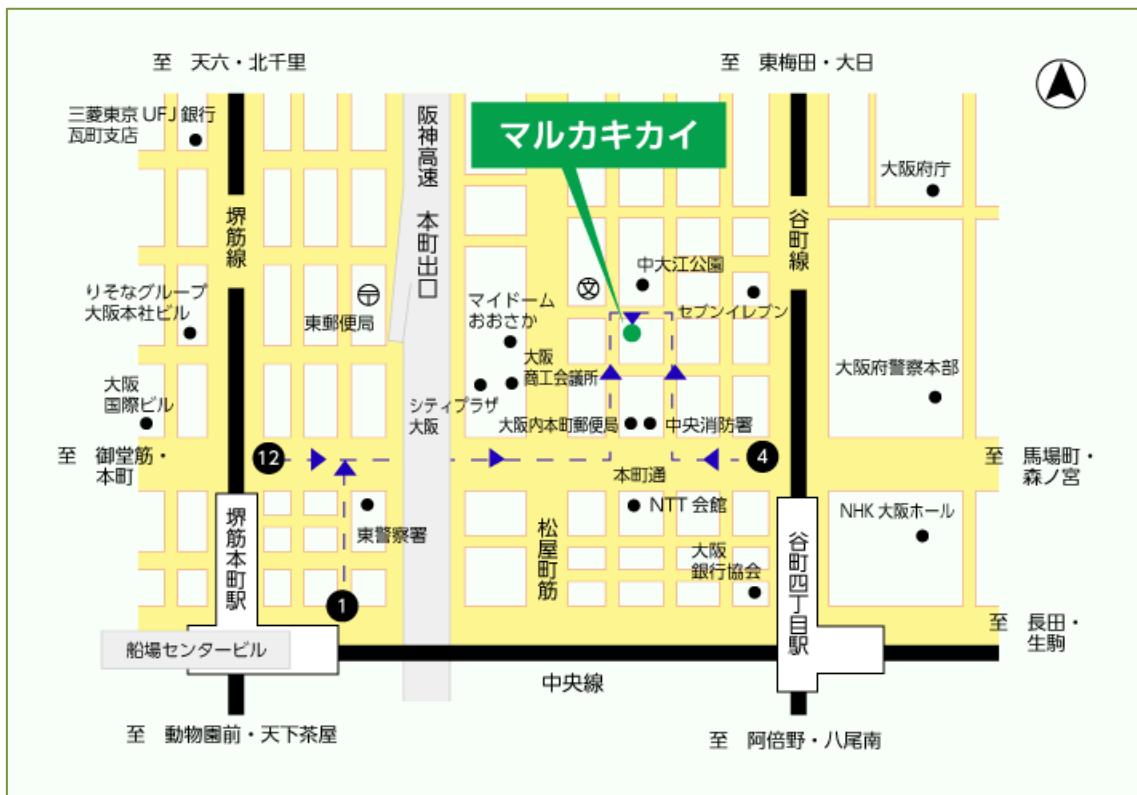 至 天六・北千里
至 東梅田・大日
三菱東京UFJ銀行
瓦町支店
阪神高速 本町出口
マルカキカイ
大阪府庁
堺筋線
谷町線
中大江公園
文
りそなグループ
大阪本社ビル
〒
東郵便局
マイドーム
おおさか
セブンイレブン
大阪
商工会議所
大阪府警察本部
大阪
国際ビル
シティプラザ
大阪
大阪内本町郵便局
中央消防署
至 御堂筋・
本町
12
4
至 馬場町・
森ノ宮
本町通
堺筋本町駅
東警察署
松屋町筋
NTT会館
谷町四丁目駅
NHK大阪ホール
大阪
銀行協会
1
至 長田・
生駒
船場センタービル
中央線
至 動物園前・天下茶屋
至 阿倍野・八尾南